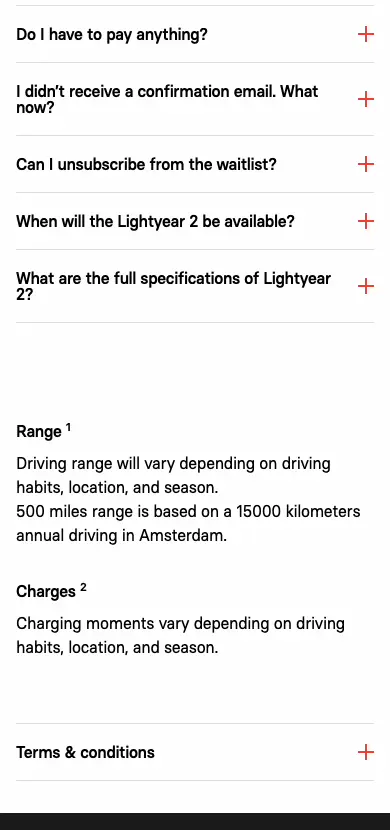 Do I have to pay anything?
I didn't receive a confirmation email. What
now?
Can I unsubscribe from the waitlist?
When will the Lightyear 2 be available?
What are the full specifications of Lightyear
2?
Range 1
Driving range will vary depending on driving
habits, location, and season.
500 miles range is based on a 15000 kilometers
annual driving in Amsterdam.
Charges 2
Charging moments vary depending on driving
habits, location, and season.
Terms & conditions